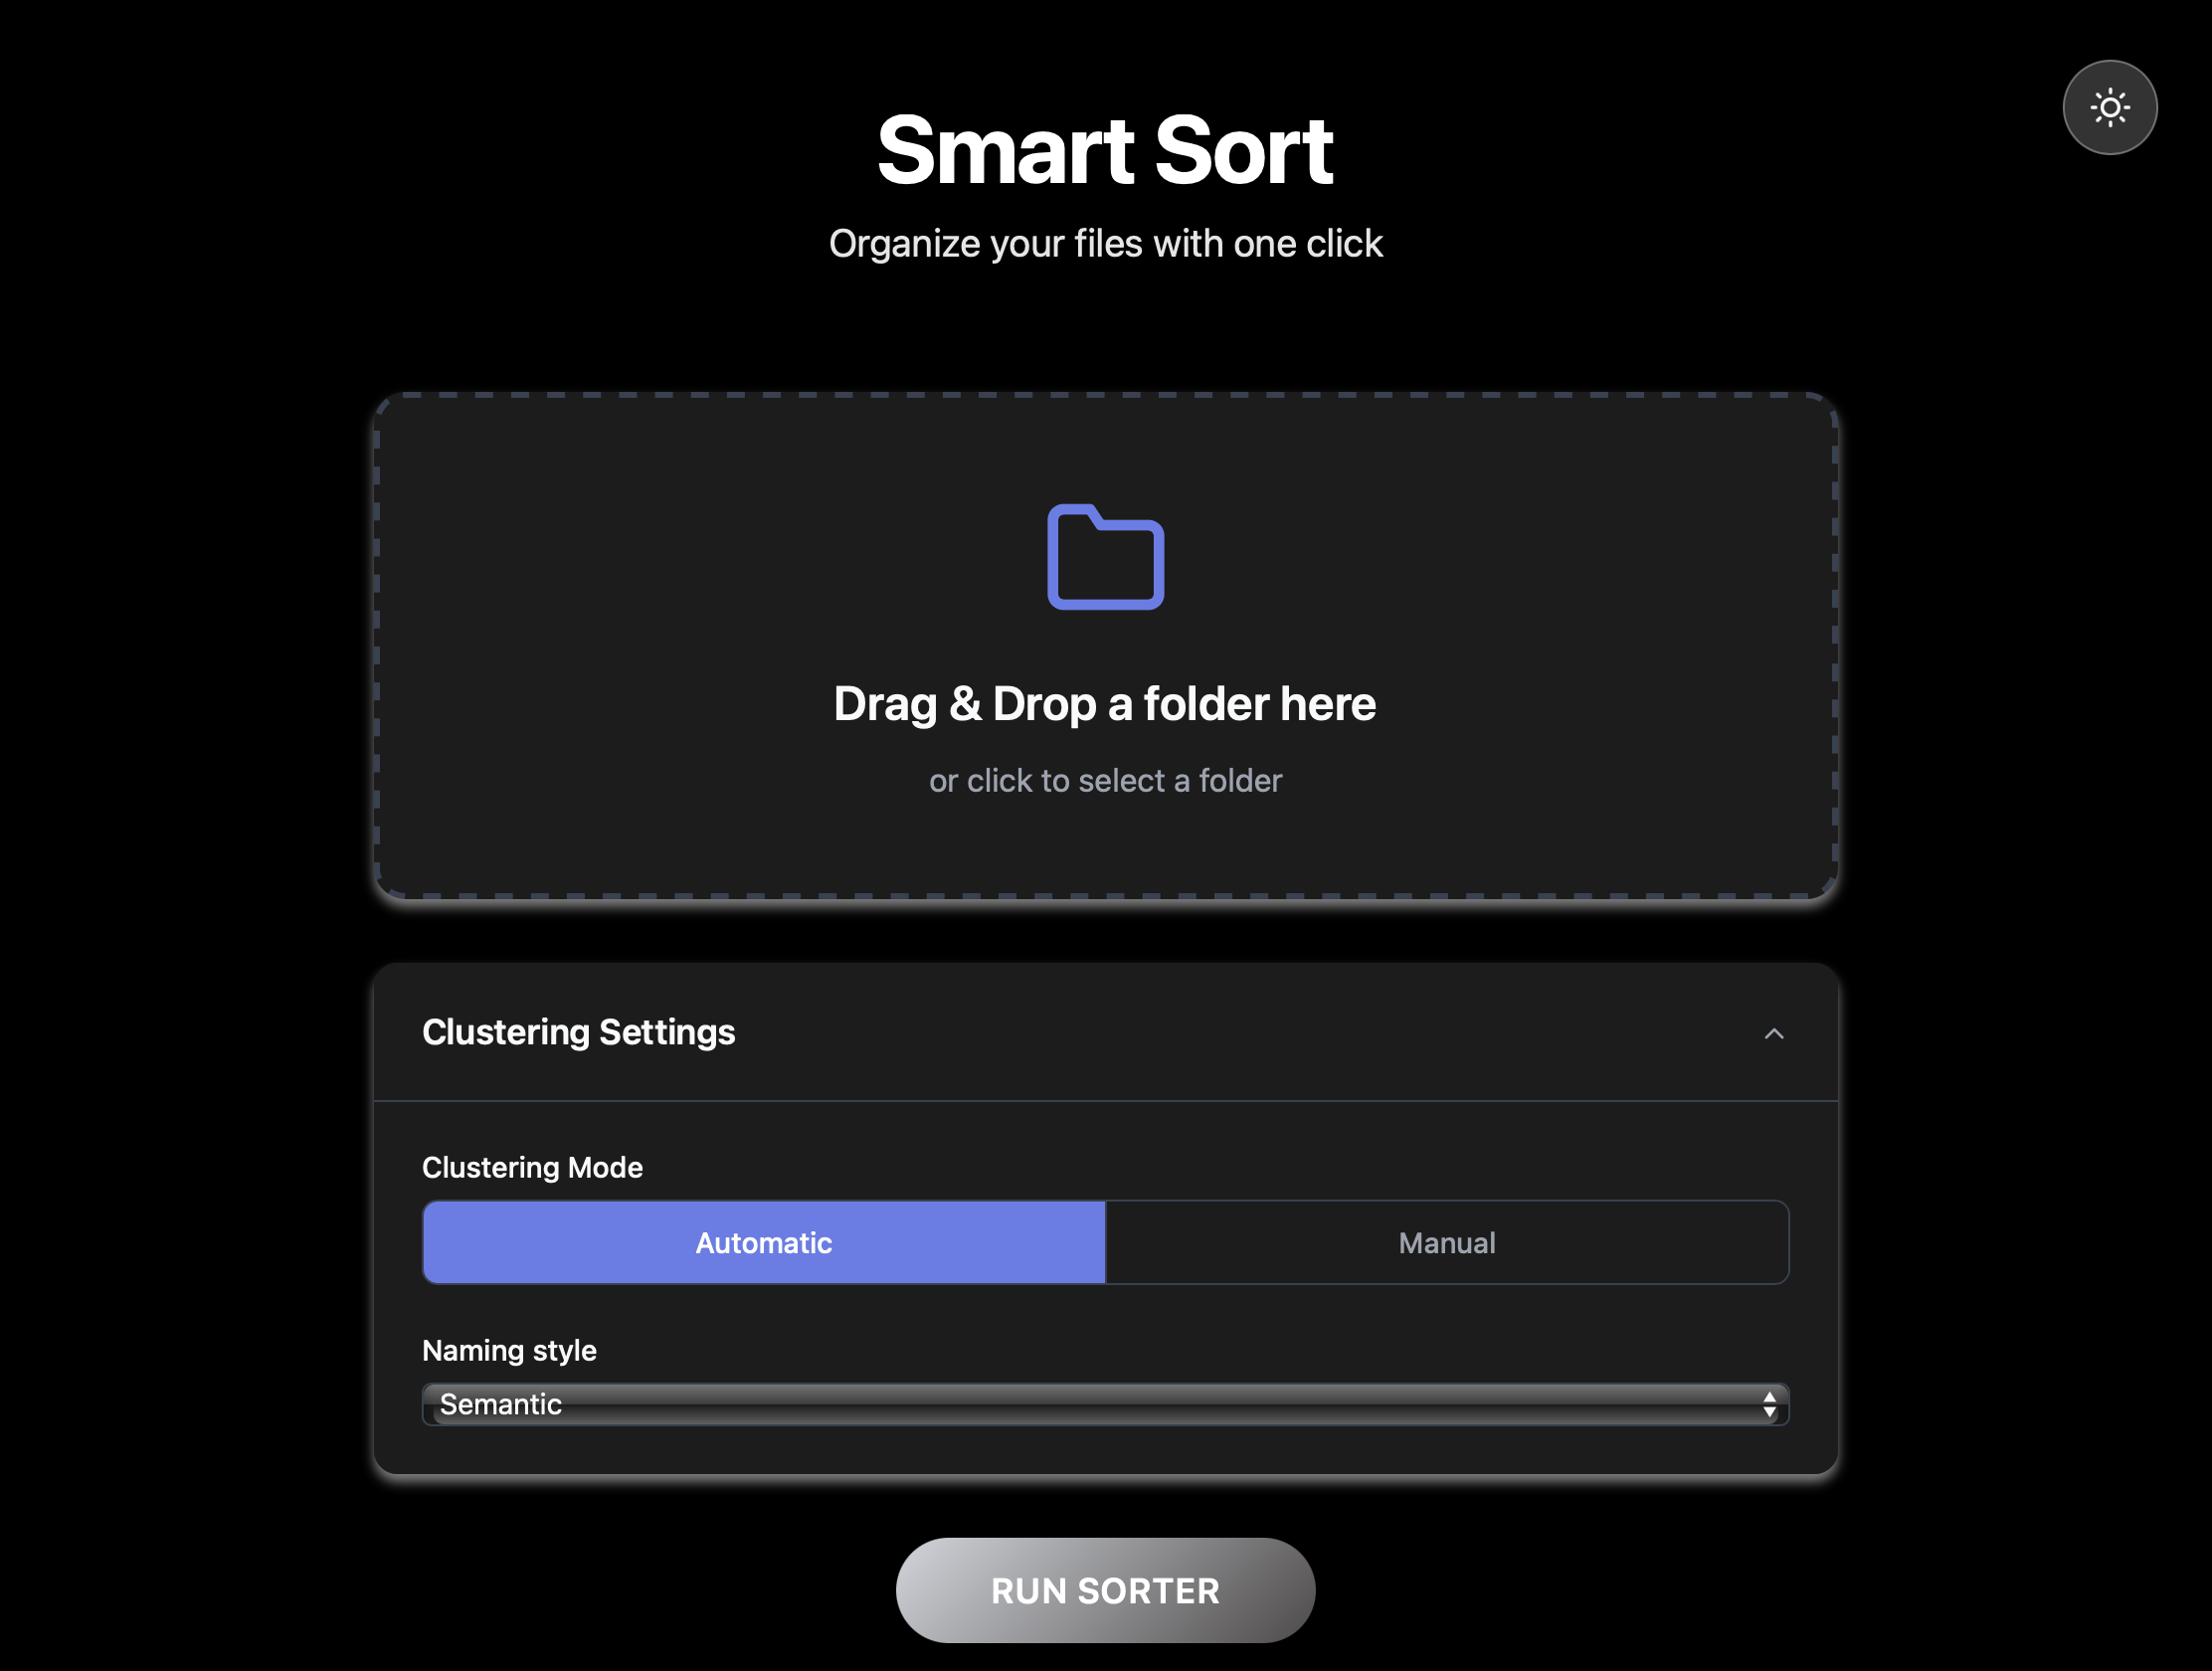 Smart Sort
Organize your files with one click
Drag & Drop a folder here
or click to select a folder
Clustering Settings
Clustering Mode
Automatic
Manual
Naming style
Semantic
RUN SORTER